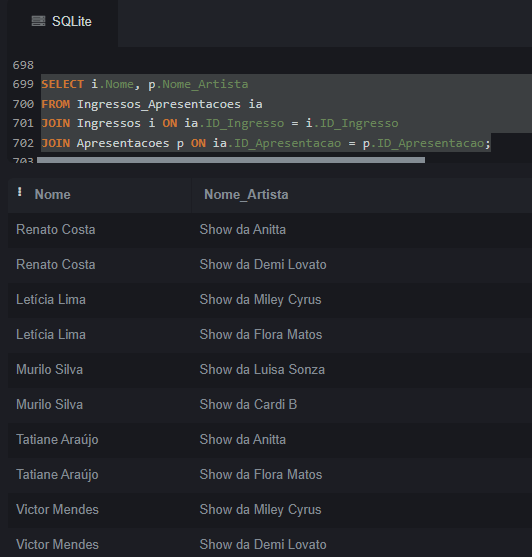 SQLite
698
699 SELECT i.Nome, p.Nome_Artista
700 FROM Ingressos_Apresentacoes ia
701 JOIN Ingressos i ON ia.ID_Ingresso = i.ID_Ingresso
702 JOIN Apresentacoes p ON ia.ID_Apresentacao = p.ID_Apresentacao;
703
Nome Nome_Artista
Renato Costa Show da Anitta
Renato Costa Show da Demi Lovato
Letícia Lima Show da Miley Cyrus
Letícia Lima Show da Flora Matos
Murilo Silva Show da Luisa Sonza
Murilo Silva Show da Cardi B
Tatiane Araújo Show da Anitta
Tatiane Araújo Show da Flora Matos
Victor Mendes Show da Miley Cyrus
Victor Mendes Show da Demi Lovato